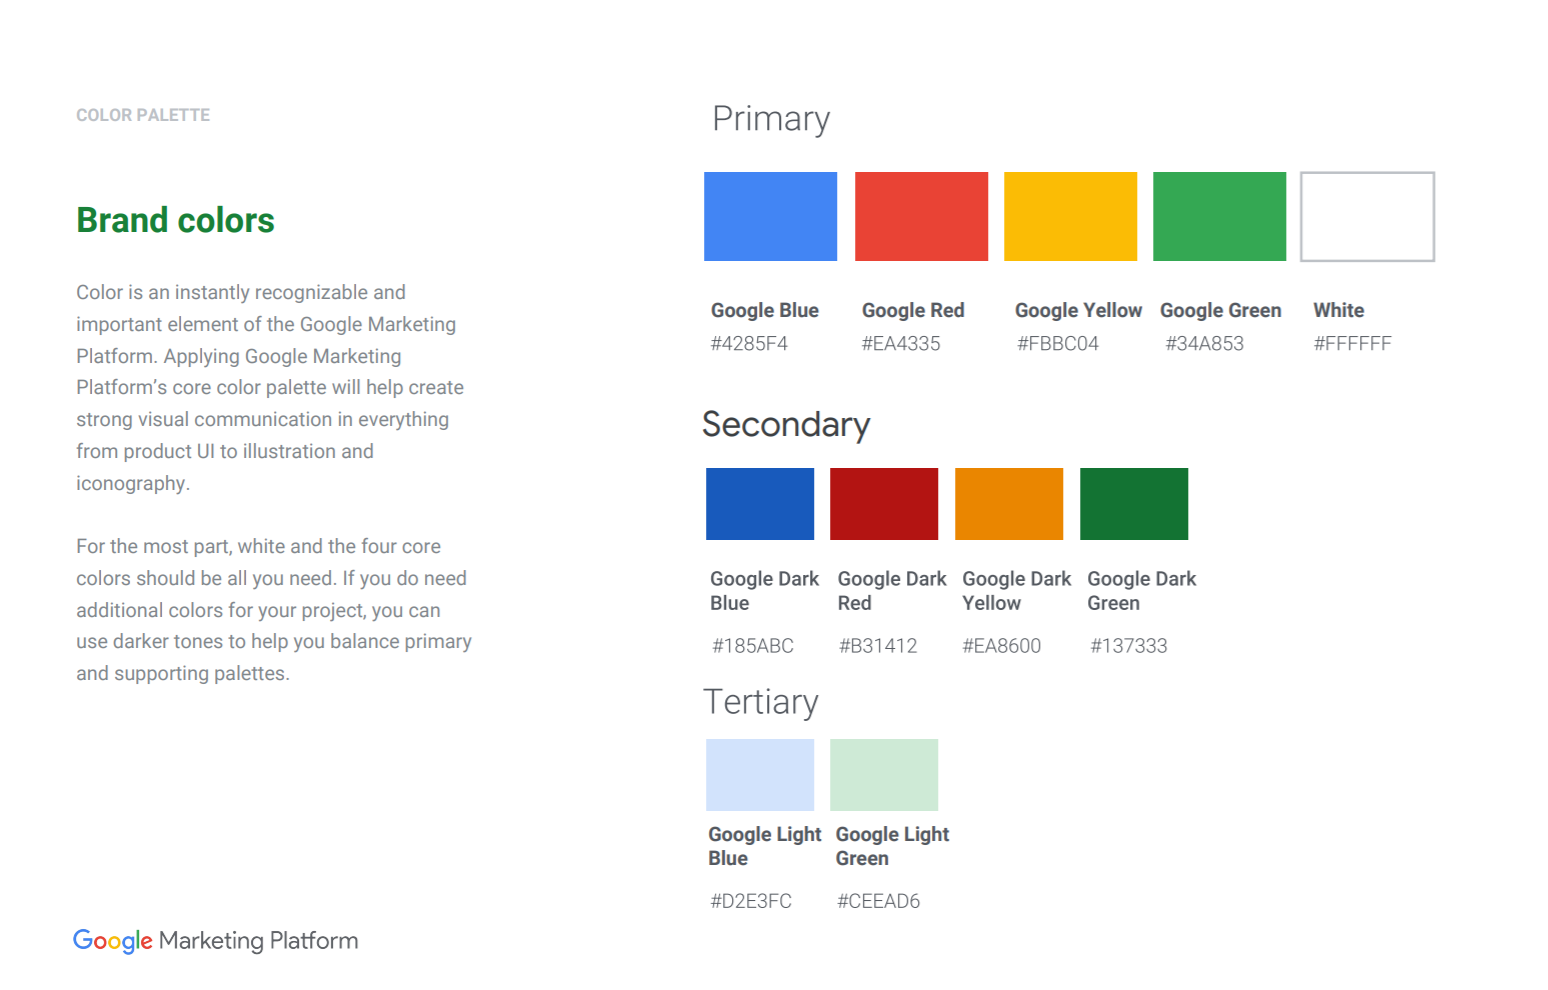 COLOR PALETTE
Brand colors
Color is an instantly recognizable and
important element of the Google Marketing
Platform. Applying Google Marketing
Platform’s core color palette will help create
strong visual communication in everything
from product UI to illustration and
iconography.
For the most part, white and the four core
colors should be all you need. If you do need
additional colors for your project, you can
use darker tones to help you balance primary
and supporting palettes.
Primary
Google Blue Google Red Google Yellow Google Green White
#4285F4 #EA4335 #FBBC04 #34A853 #FFFFFF
Secondary
Google Dark Google Dark Google Dark Google Dark
Blue Red Yellow Green
#185ABC #B31412 #EA8600 #137333
Tertiary
Google Light Google Light
Blue Green
#D2E3FC #CEEAD6
Google Marketing Platform